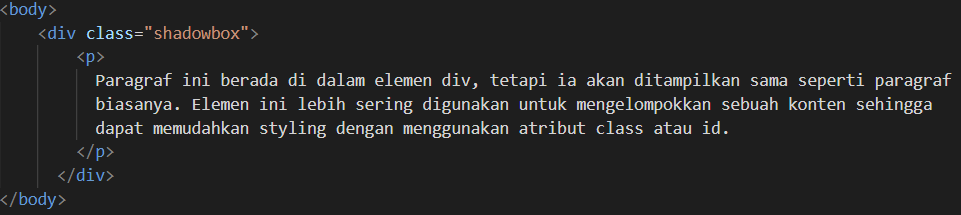 <body>
<div class="shadowbox">
<p>
Paragraf ini berada di dalam elemen div, tetapi ia akan ditampilkan sama seperti paragraf
biasanya. Elemen ini lebih sering digunakan untuk mengelompokkan sebuah konten sehingga
dapat memudahkan styling dengan menggunakan atribut class atau id.
</p>
</div>
</body>